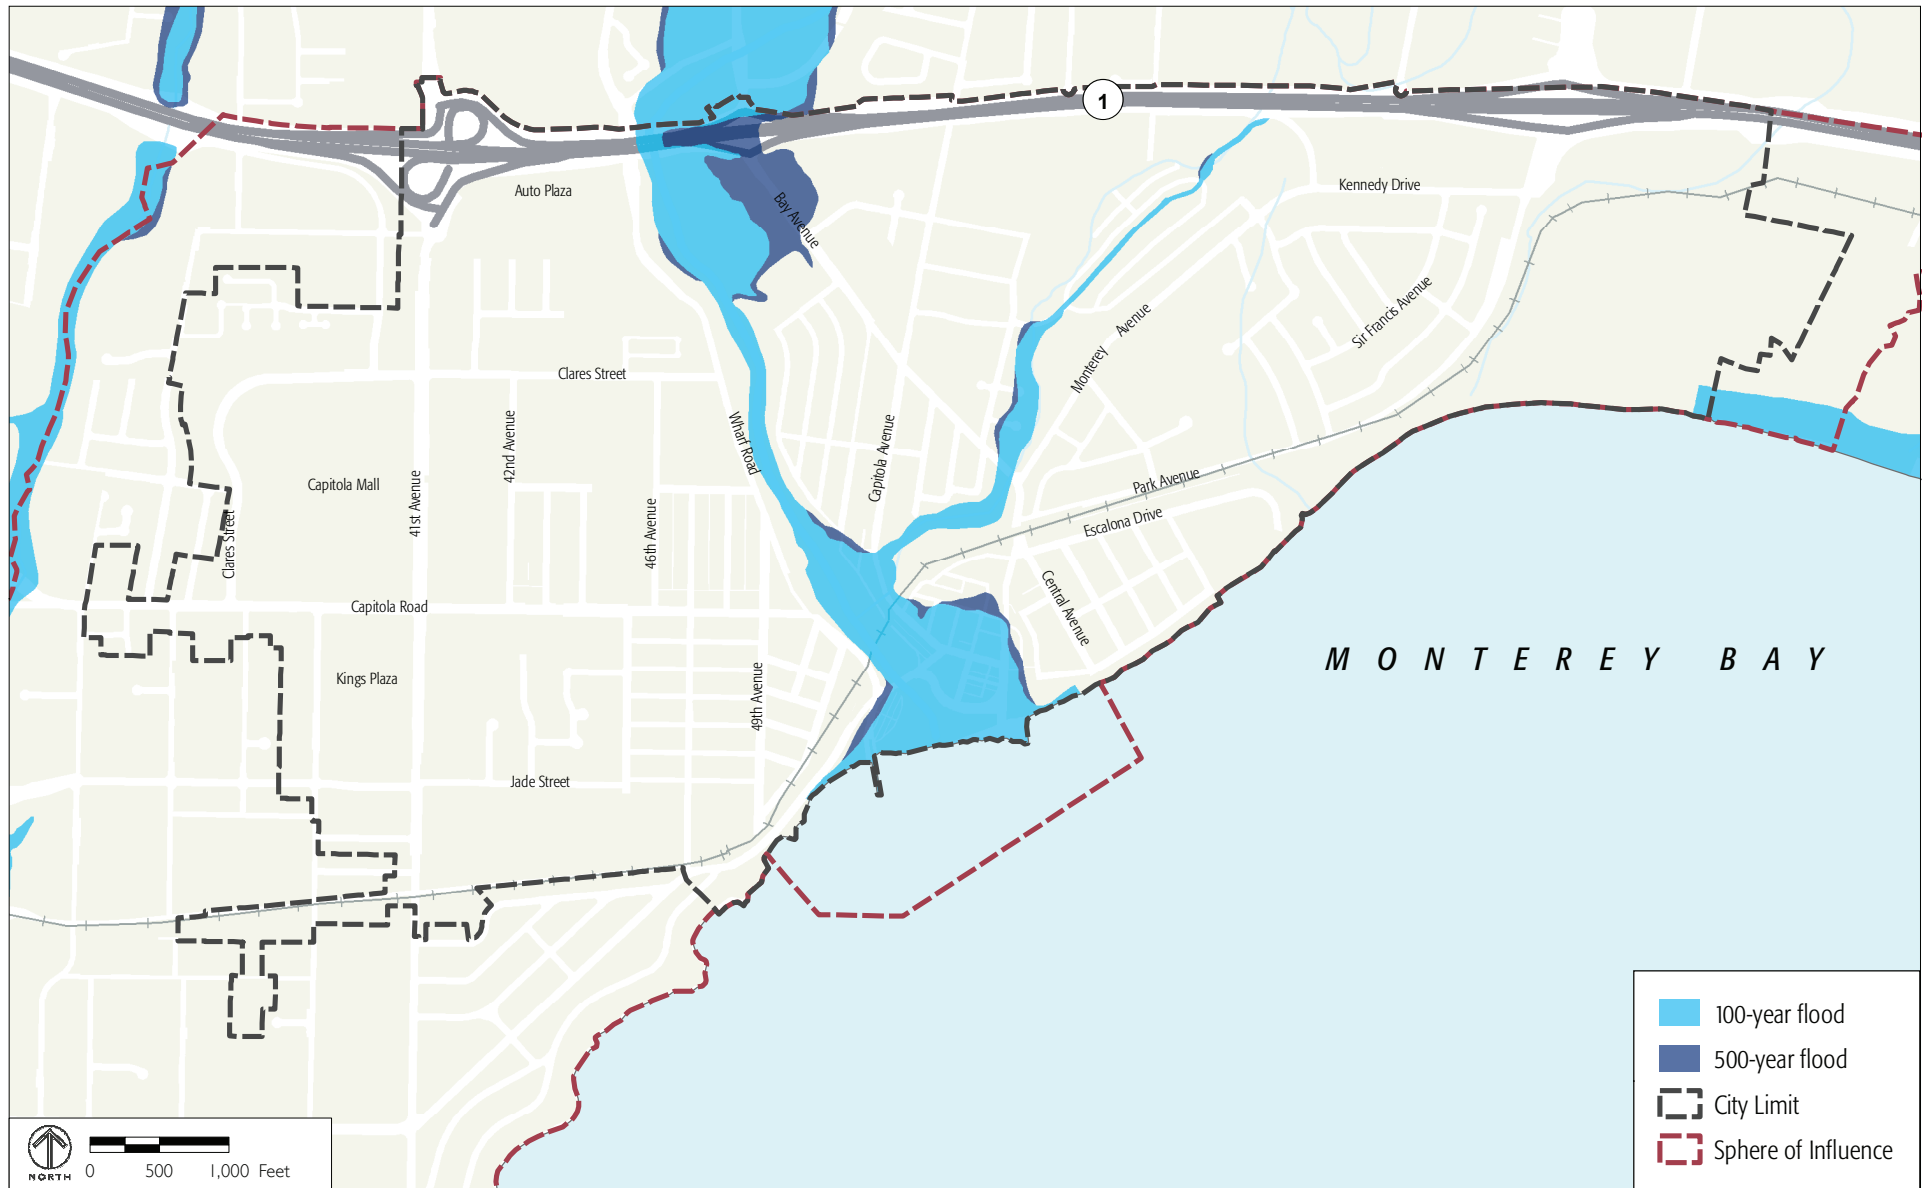 1
Auto Plaza
Kennedy Drive
Bay Avenue
Sir Francis Avenue
Monterey Avenue
Clares Street
Wharf Road
42nd Avenue
Capitola Avenue
Capitola Mall
41st Avenue
46th Avenue
Park Avenue
Escalona Drive
Clares Street
Central Avenue
Capitola Road
MONTEREY BAY
Kings Plaza
49th Avenue
Jade Street
100-year flood
500-year flood
City Limit
Sphere of Influence
NORTH
0 500 1,000 Feet